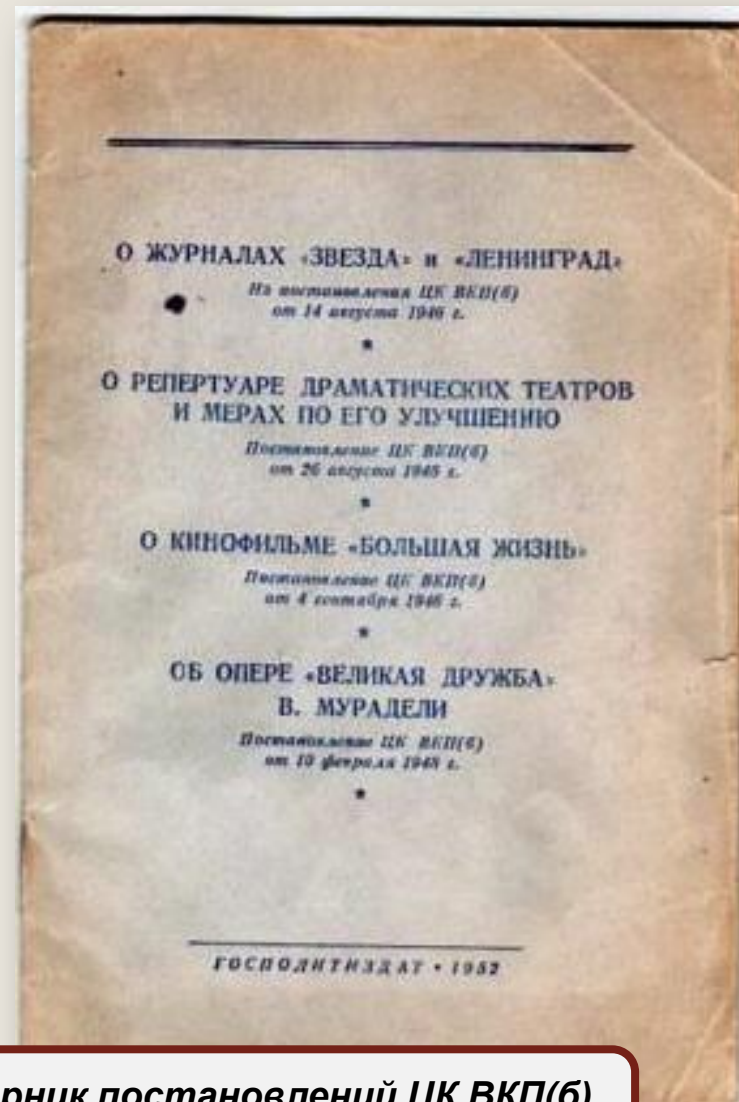 О ЖУРНАЛАХ «ЗВЕЗДА» и «ЛЕНИНГРАД»
Из постановления ЦК ВКП(б)
от 14 августа 1946 г.
О РЕПЕРТУАРЕ ДРАМАТИЧЕСКИХ ТЕАТРОВ
И МЕРАХ ПО ЕГО УЛУЧШЕНИЮ
Постановление ЦК ВКП(б)
от 26 августа 1946 г.
О КИНОФИЛЬМЕ «БОЛЬШАЯ ЖИЗНЬ»
Постановление ЦК ВКП(б)
от 4 сентября 1946 г.
ОБ ОПЕРЕ «ВЕЛИКАЯ ДРУЖБА»
В. МУРАДЕЛИ
Постановление ЦК ВКП(б)
от 10 февраля 1948 г.
ГОСПОЛИТИЗДАТ • 1952
постановлений ЦК ВКП(б)